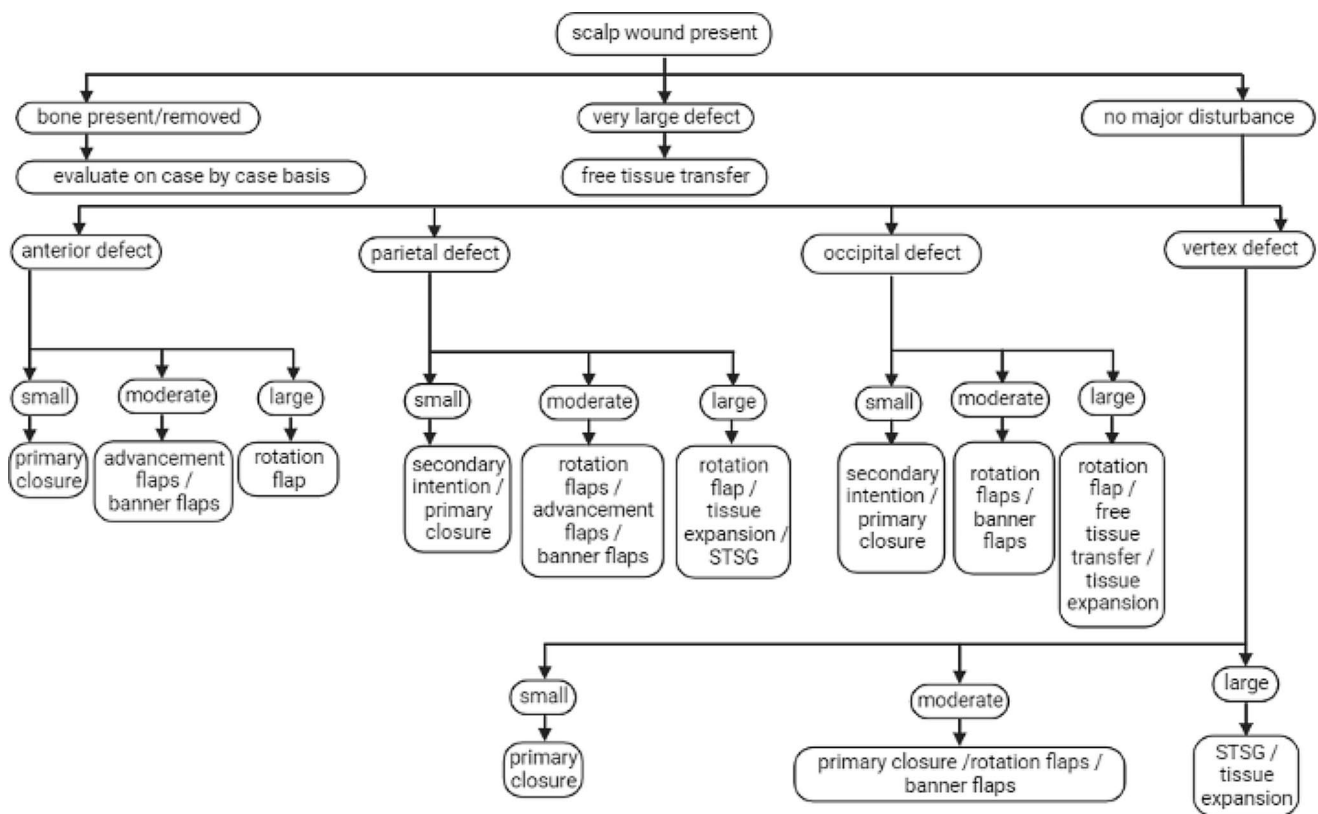 scalp wound present
bone present/removed
very large defect
no major disturbance
evaluate on case by case basis
free tissue transfer
anterior defect
parietal defect
occipital defect
vertex defect
small
moderate
large
primary
closure
advancement
flaps /
banner flaps
rotation
flap
small
moderate
large
secondary
intention /
primary
closure
rotation
flaps /
advancement
flaps /
banner flaps
rotation
flap /
tissue
expansion /
STSG
small
moderate
large
secondary
intention /
primary
closure
rotation
flaps /
banner
flaps
rotation
flap /
free
tissue
transfer /
tissue
expansion
small
moderate
large
primary
closure
primary closure /rotation flaps /
banner flaps
STSG /
tissue
expansion